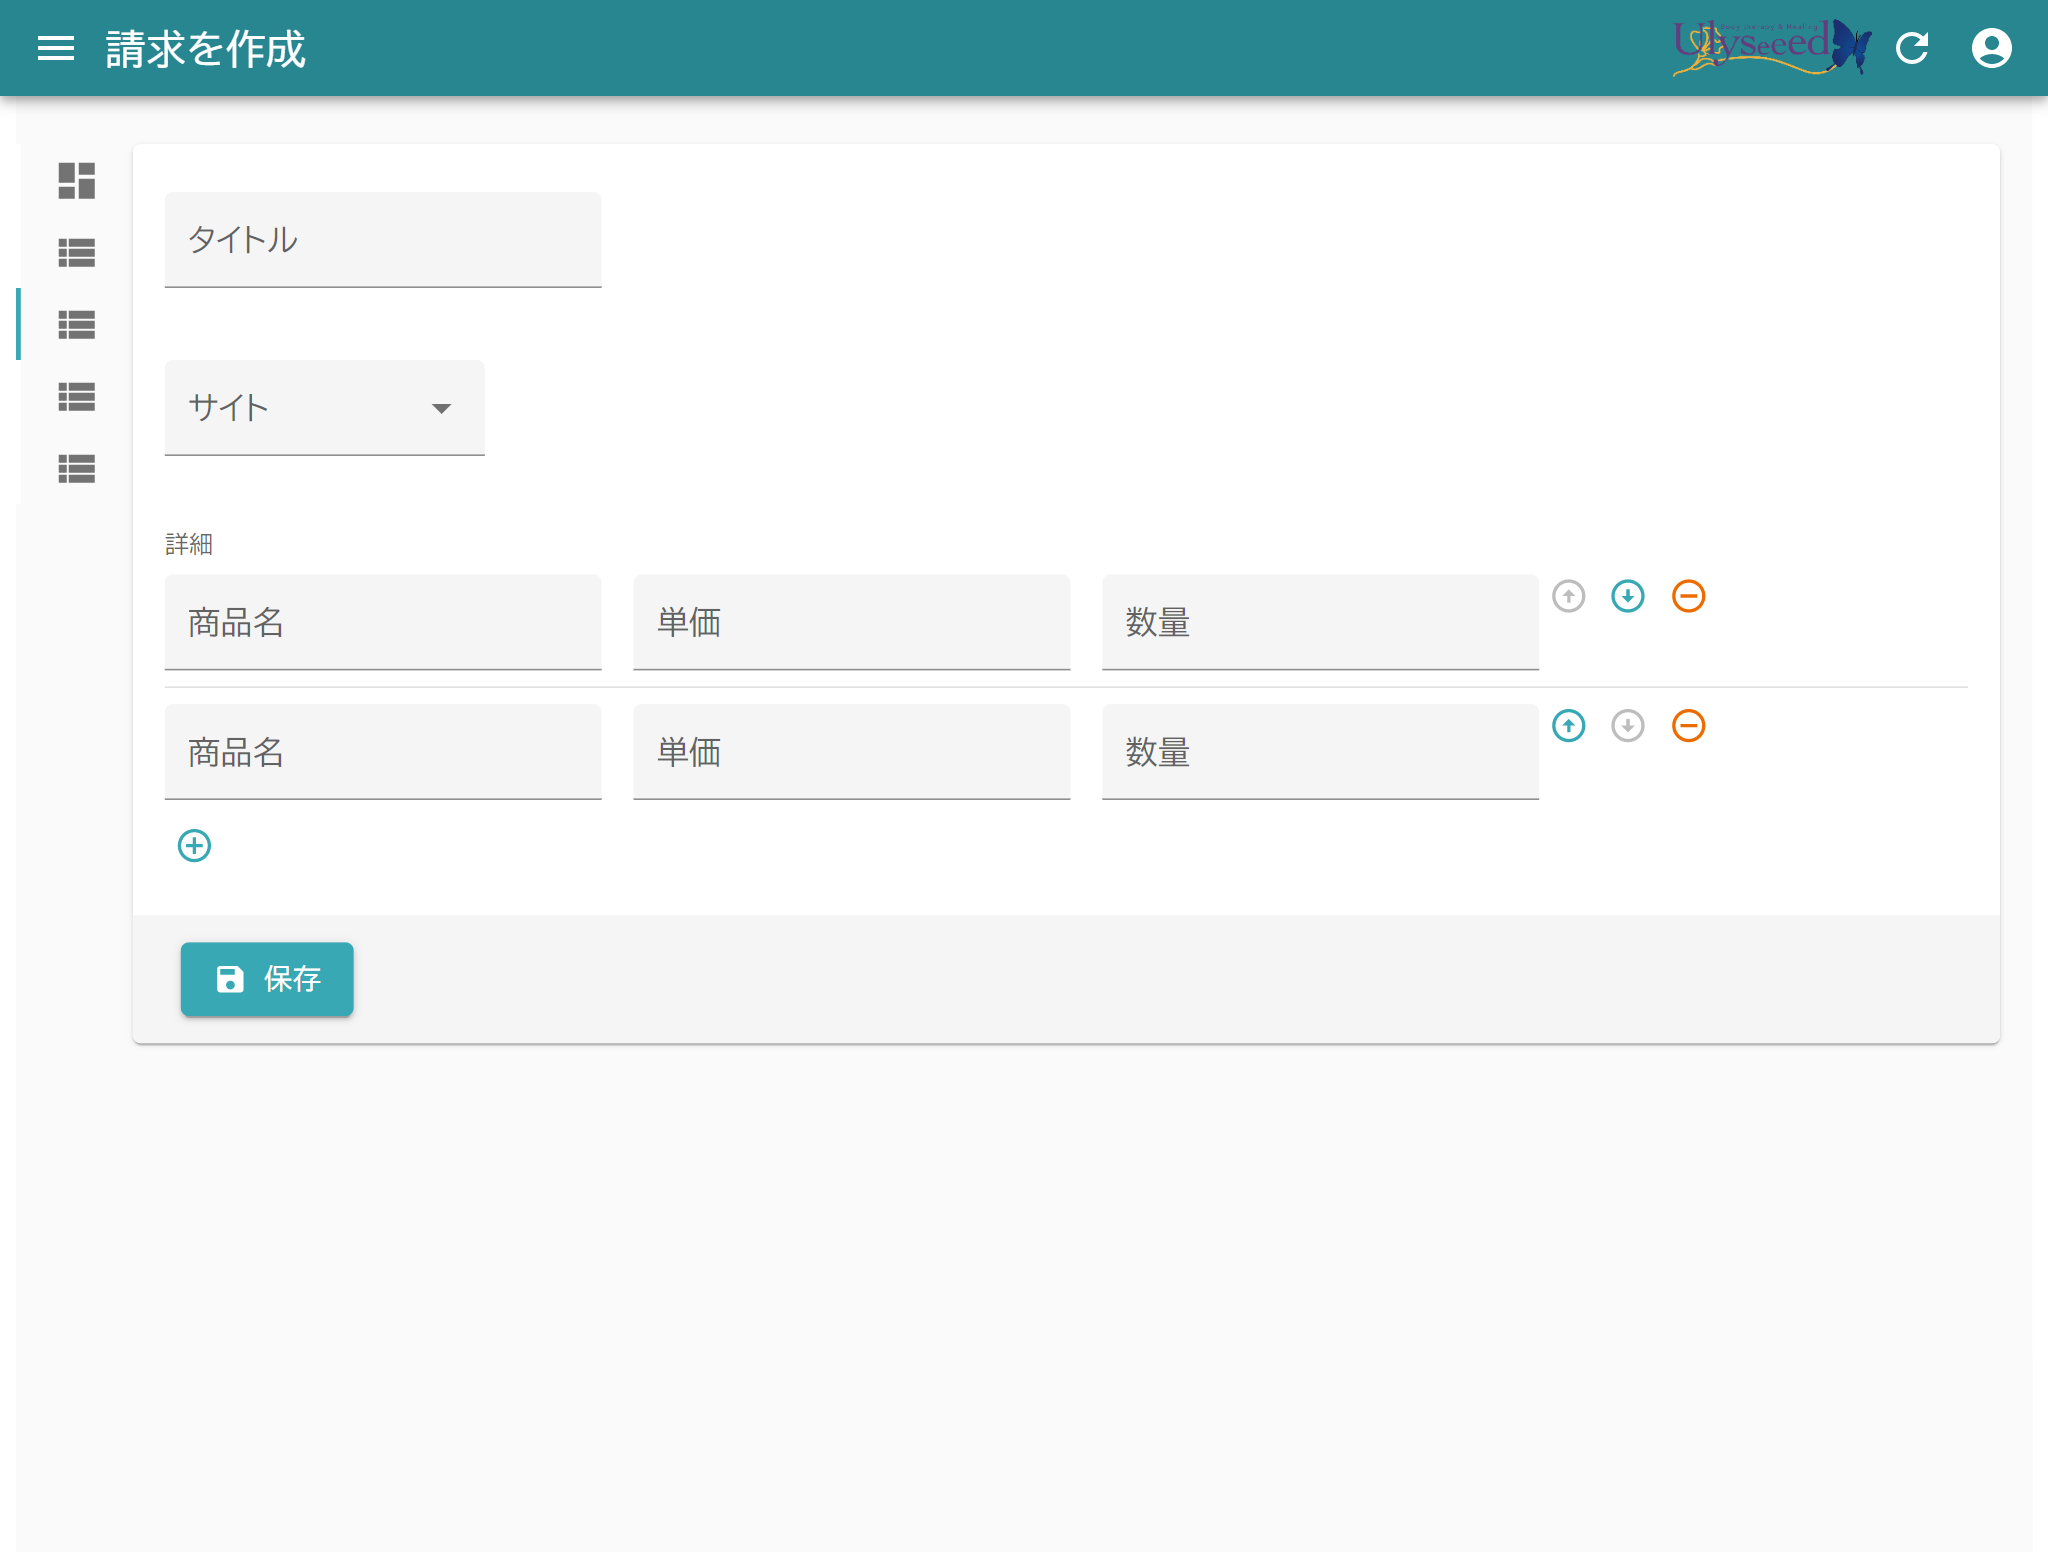 請求を作成
Ulyseeed
タイトル
サイト
詳細
商品名 単価 数量
商品名 単価 数量
保存